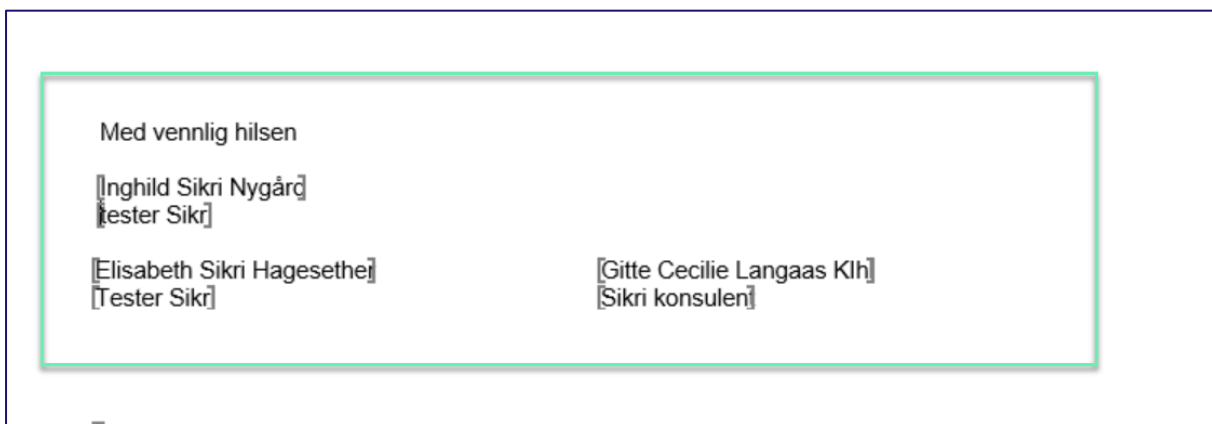 Med vennlig hilsen
[Inghild Sikri Nygård]
[tester Sikr]
[Elisabeth Sikri Hagesether]
[Gitte Cecilie Langaas Klh]
[Tester Sikr]
[Sikri konsulent]